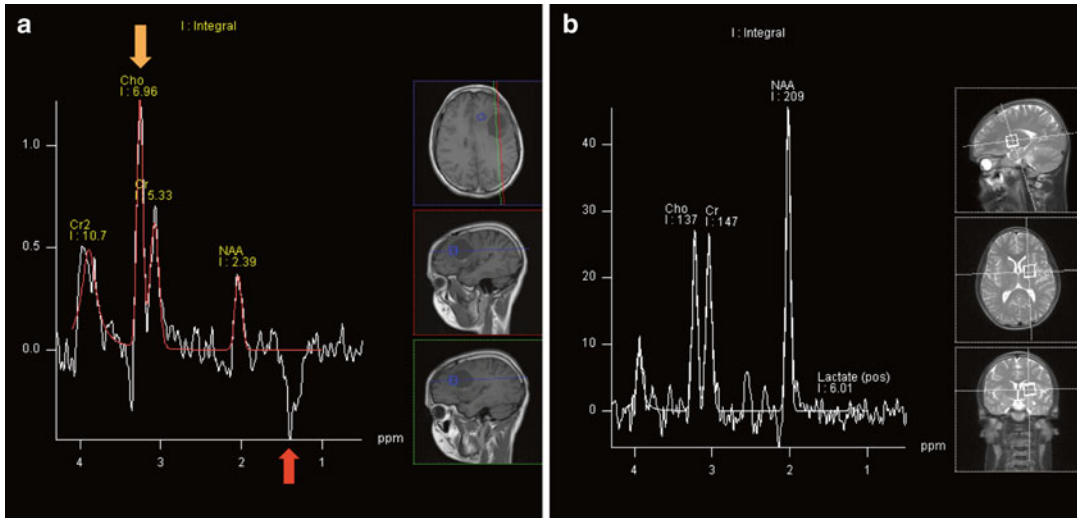 a
I : Integral
Cho
I : 6.96
Cr
I : 5.33
Cr2
I : 10.7
NAA
I : 2.39
1.0
0.5
0.0
4 3 2 1 ppm
b
I : Integral
NAA
I : 209
Cho
I : 137
Cr
I : 147
Lactate (pos)
I : 6.01
40
30
20
10
0
4 3 2 1 ppm